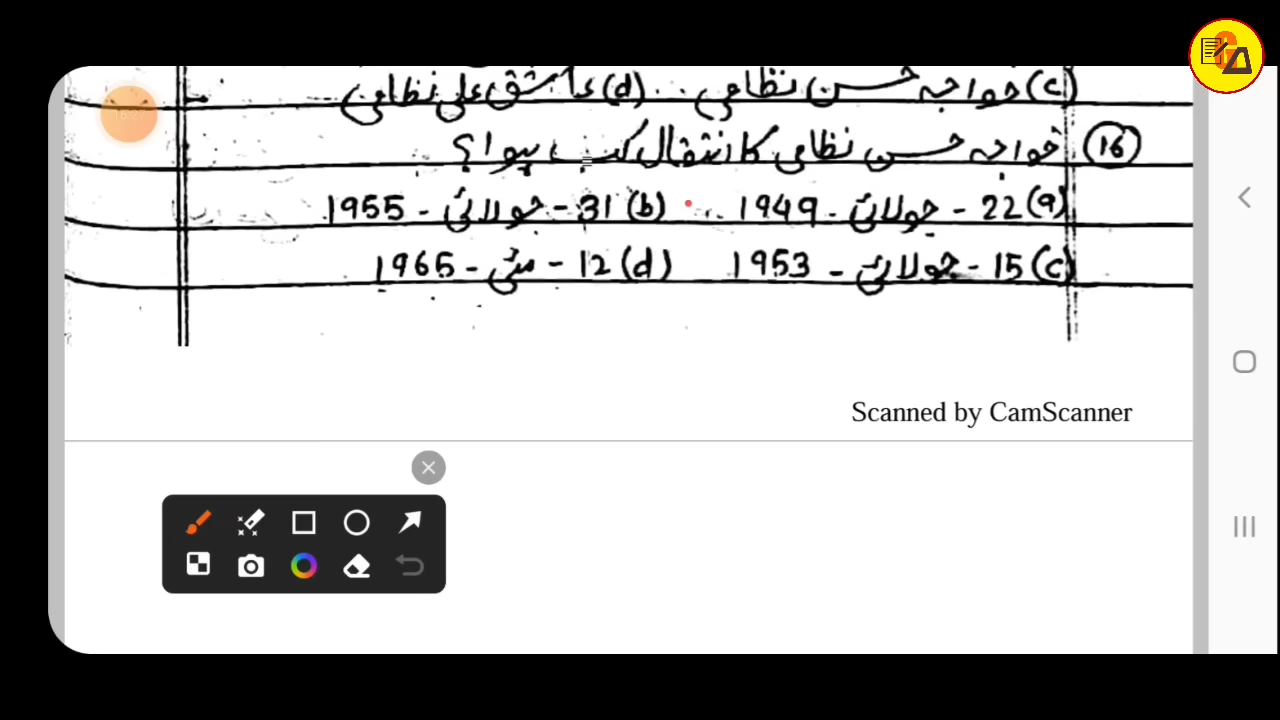 (c) خواجہ حسن نظامی (d) عاشق علی نظامی
(16) خواجہ حسن نظامی کا انتقال کب ہوا؟
(a) 22 - جولائی - 1949 (b) 31 - جولائی - 1955
(c) 15 - جولائی - 1953 (d) 12 - مئی - 1965
Scanned by CamScanner